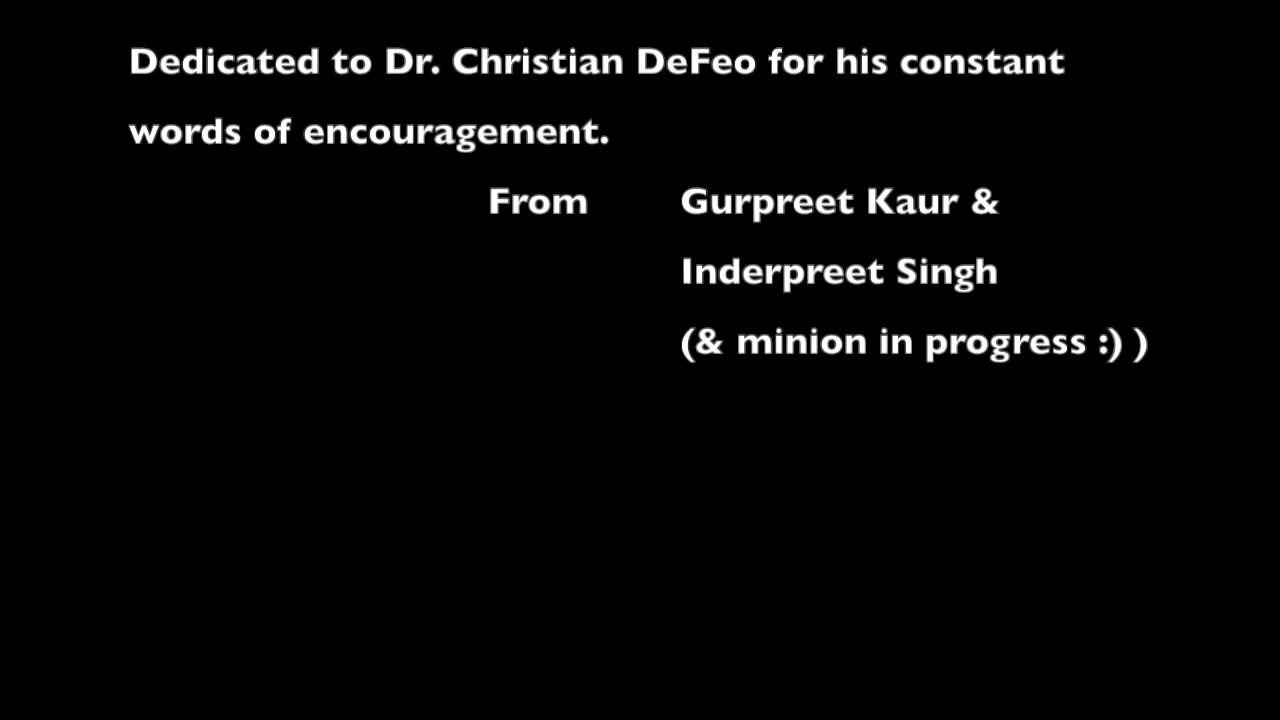 Dedicated to Dr. Christian DeFeo for his constant
words of encouragement.
From Gurpreet Kaur &
Inderpreet Singh
(& minion in progress :) )